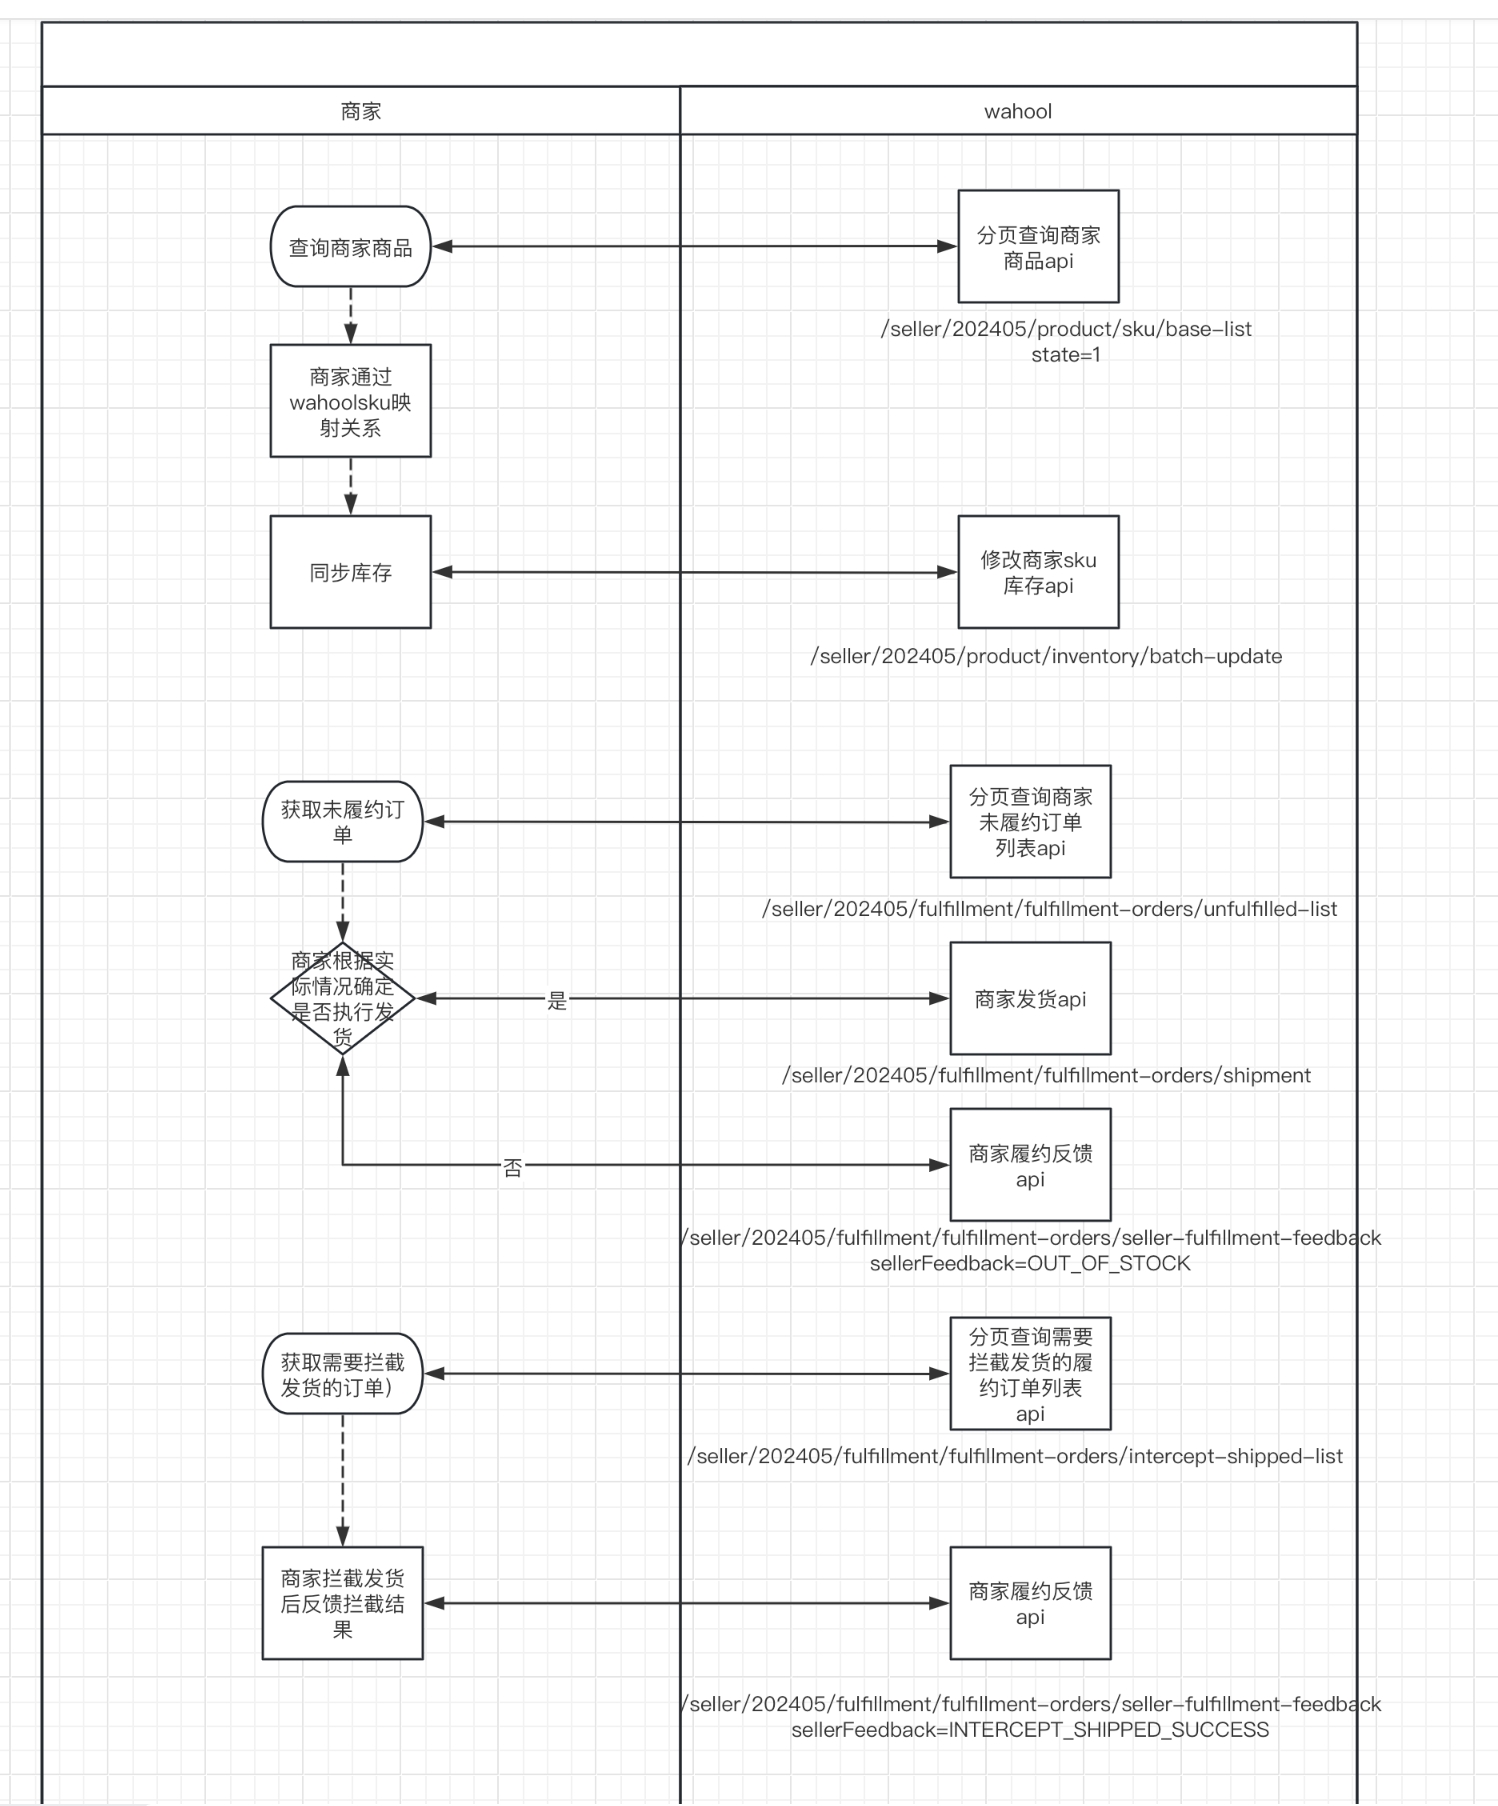 商家
wahool
查询商家商品
分页查询商家
商品api
/seller/202405/product/sku/base-list
state=1
商家通过
wahoolsku映
射关系
同步库存
修改商家sku
库存api
/seller/202405/product/inventory/batch-update
获取未履约订
单
分页查询商家
未履约订单
列表api
/seller/202405/fulfillment/fulfillment-orders/unfulfilled-list
商家根据实
际情况确定
是否执行发
货
是
商家发货api
/seller/202405/fulfillment/fulfillment-orders/shipment
否
商家履约反馈
api
/seller/202405/fulfillment/fulfillment-orders/seller-fulfillment-feedback
sellerFeedback=OUT_OF_STOCK
获取需要拦截
发货的订单）
分页查询需要
拦截发货的履
约订单列表
api
/seller/202405/fulfillment/fulfillment-orders/intercept-shipped-list
商家拦截发货
后反馈拦截结
果
商家履约反馈
api
/seller/202405/fulfillment/fulfillment-orders/seller-fulfillment-feedback
sellerFeedback=INTERCEPT_SHIPPED_SUCCESS